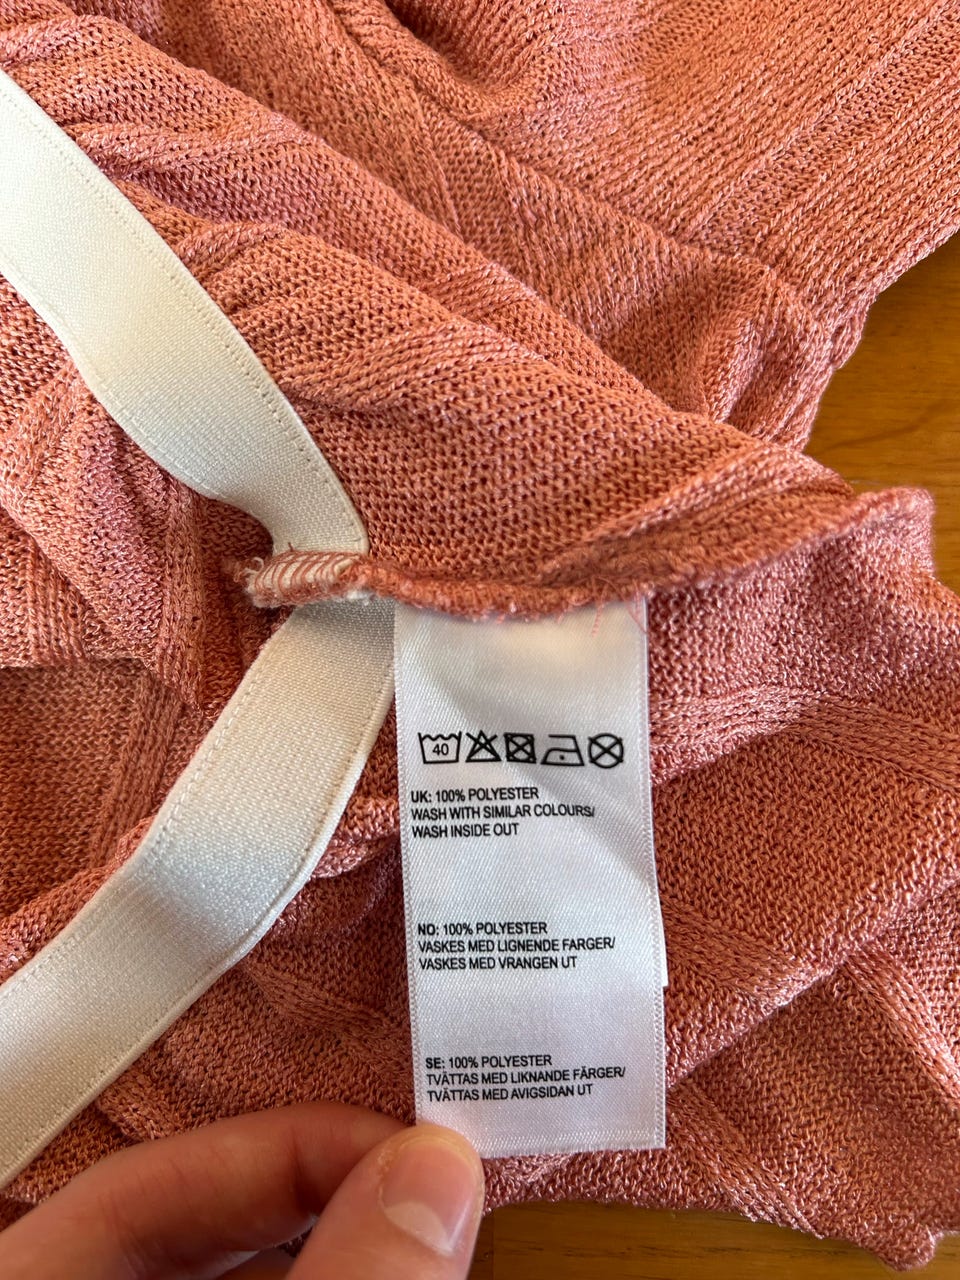 40
UK: 100% POLYESTER
WASH WITH SIMILAR COLOURS/
WASH INSIDE OUT
NO: 100% POLYESTER
VASKES MED LIGNENDE FARGER/
VASKES MED VRANGEN UT
SE: 100% POLYESTER
TVÄTTAS MED LIKNANDE FÄRGER/
TVÄTTAS MED AVIGSIDAN UT